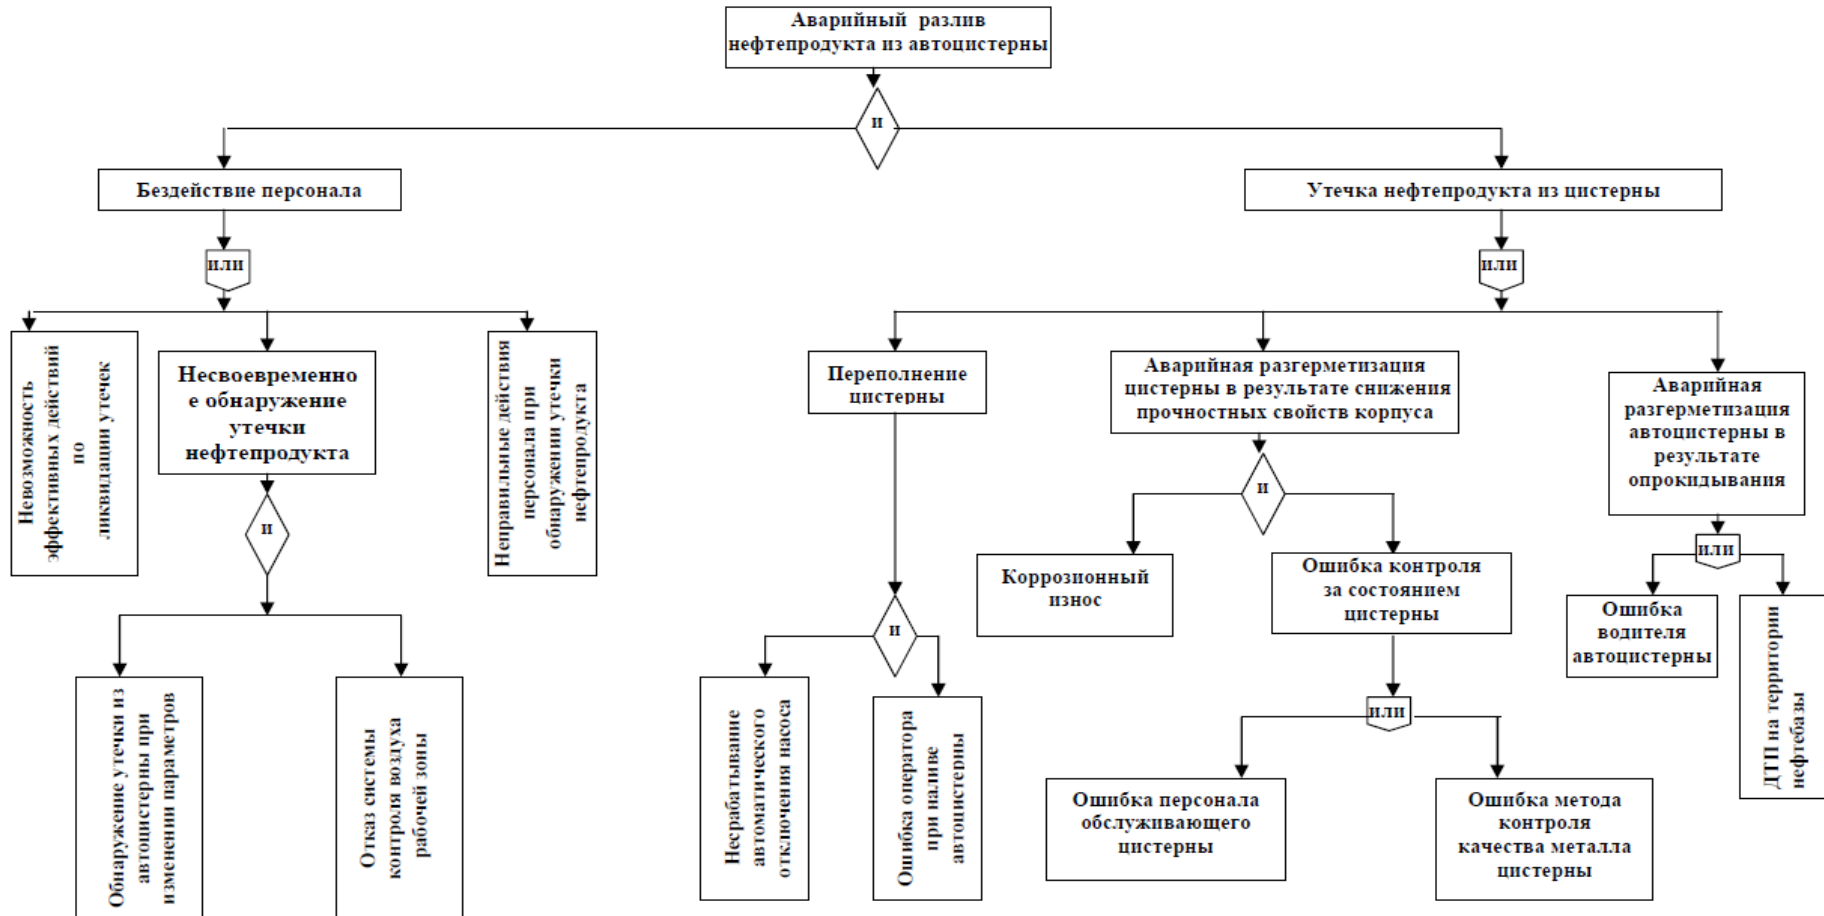 Аварийный разлив
нефтепродукта из автоцистерны
И
Бездействие персонала
Утечка нефтепродукта из цистерны
ИЛИ
ИЛИ
Невозможность
эффективных действий
по
ликвидации утечек
Несвоевременно
е обнаружение
утечки
нефтепродукта
Неправильные действия
персонала при
обнаружении утечки
нефтепродукта
Переполнение
цистерны
Аварийная разгерметизация
цистерны в результате снижения
прочностных свойств корпуса
Аварийная
разгерметизация
автоцистерны в
результате
опрокидывания
И
И
ИЛИ
Коррозионный
износ
Ошибка контроля
за состоянием
цистерны
Ошибка
водителя
автоцистерны
ДТП на территории
нефтебазы
И
Обнаружение утечки из
автоцистерны при
изменении параметров
Отказ системы
контроля воздуха
рабочей зоны
Несрабатывание
автоматического
отключения насоса
Ошибка оператора
при наливе
автоцистерны
ИЛИ
Ошибка персонала
обслуживающего
цистерны
Ошибка метода
контроля
качества металла
цистерны